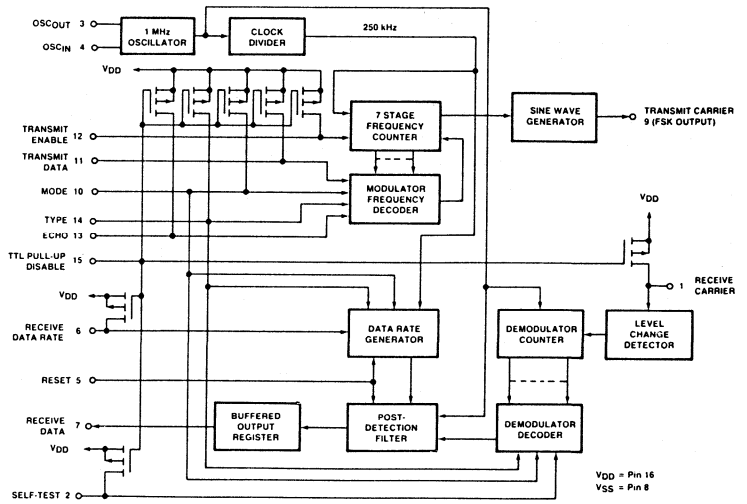 OSCOUT 3
OSCIN 4
1 MHz
OSCILLATOR
CLOCK
DIVIDER
250 kHz
VDD
TRANSMIT
ENABLE 12
TRANSMIT
DATA 11
MODE 10
TYPE 14
ECHO 13
TTL PULL-UP
DISABLE 15
7 STAGE
FREQUENCY
COUNTER
SINE WAVE
GENERATOR
TRANSMIT CARRIER
9 (FSK OUTPUT)
MODULATOR
FREQUENCY
DECODER
VDD
1 RECEIVE
CARRIER
VDD
RECEIVE
DATA RATE 6
DATA RATE
GENERATOR
DEMODULATOR
COUNTER
LEVEL
CHANGE
DETECTOR
RESET 5
RECEIVE
DATA 7
BUFFERED
OUTPUT
REGISTER
POST-
DETECTION
FILTER
DEMODULATOR
DECODER
VDD
SELF-TEST 2
VDD = Pin 16
VSS = Pin 8